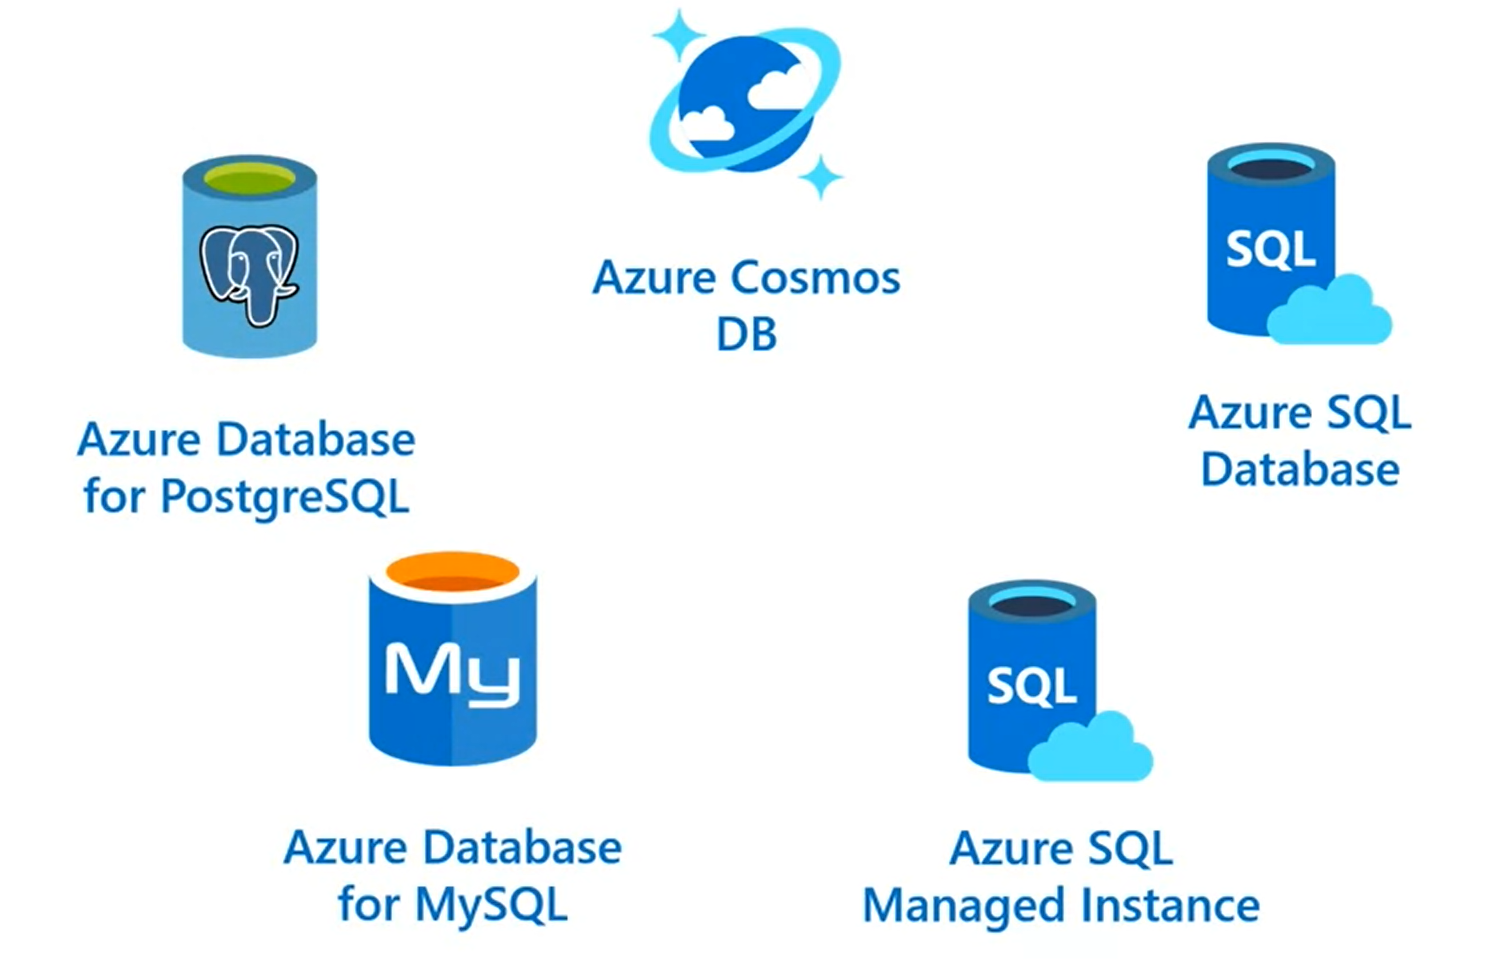 Azure Cosmos
DB
SQL
Azure Database
for PostgreSQL
Azure SQL
Database
My
Azure Database
for MySQL
SQL
Azure SQL
Managed Instance